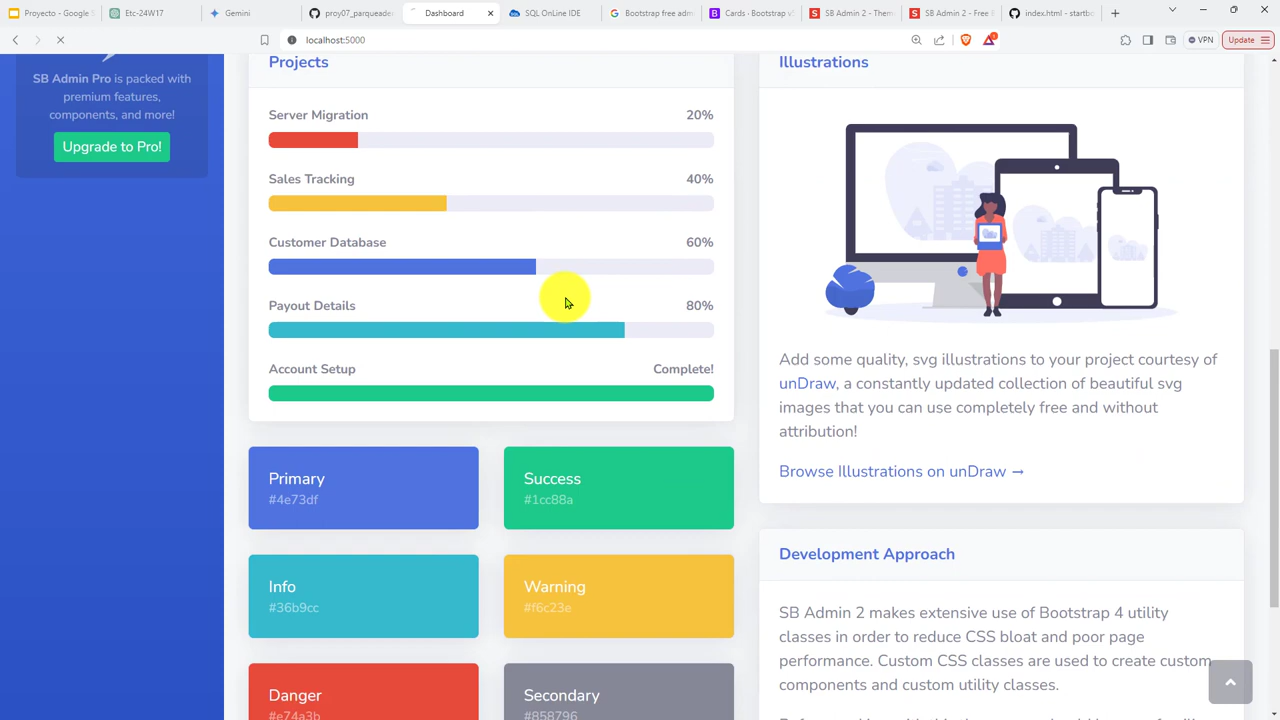 Proyecto - Google S
Etc-24W17
Gemini
proy07_parqueadero
Dashboard
SQL OnLine IDE
Bootstrap free adm
Cards · Bootstrap v5
SB Admin 2 - Them
SB Admin 2 - Free S
index.html - startbo
localhost:5000
VPN
Update
SB Admin Pro is packed with
premium features,
components, and more!
Upgrade to Pro!
Projects
Server Migration 20%
Sales Tracking 40%
Customer Database 60%
Payout Details 80%
Account Setup Complete!
Primary
#4e73df
Success
#1cc88a
Info
#36b9cc
Warning
#f6c23e
Danger
#e74a3b
Secondary
#858796
Illustrations
Add some quality, svg illustrations to your project courtesy of
unDraw, a constantly updated collection of beautiful svg
images that you can use completely free and without
attribution!
Browse Illustrations on unDraw →
Development Approach
SB Admin 2 makes extensive use of Bootstrap 4 utility
classes in order to reduce CSS bloat and poor page
performance. Custom CSS classes are used to create custom
components and custom utility classes.